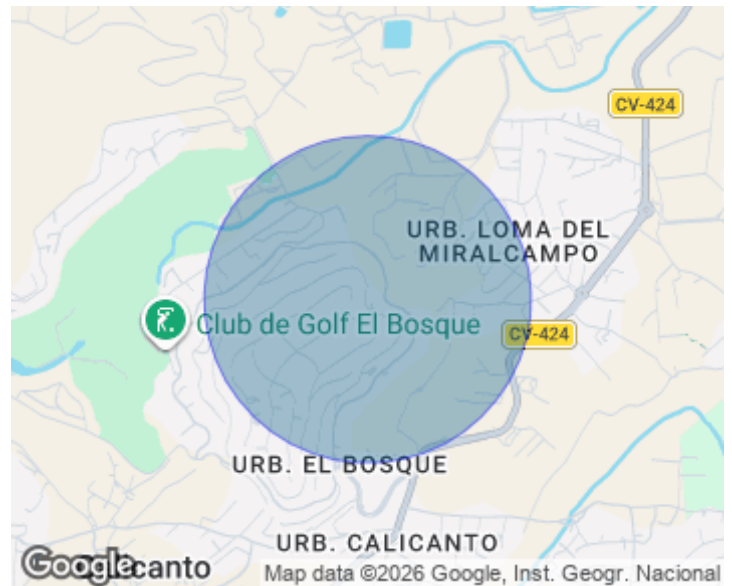 CV-424
URB. LOMA DEL
MIRALCAMPO
Club de Golf El Bosque
CV-424
URB. EL BOSQUE
URB. CALICANTO
Google
Map data ©2026 Google, Inst. Geogr. Nacional